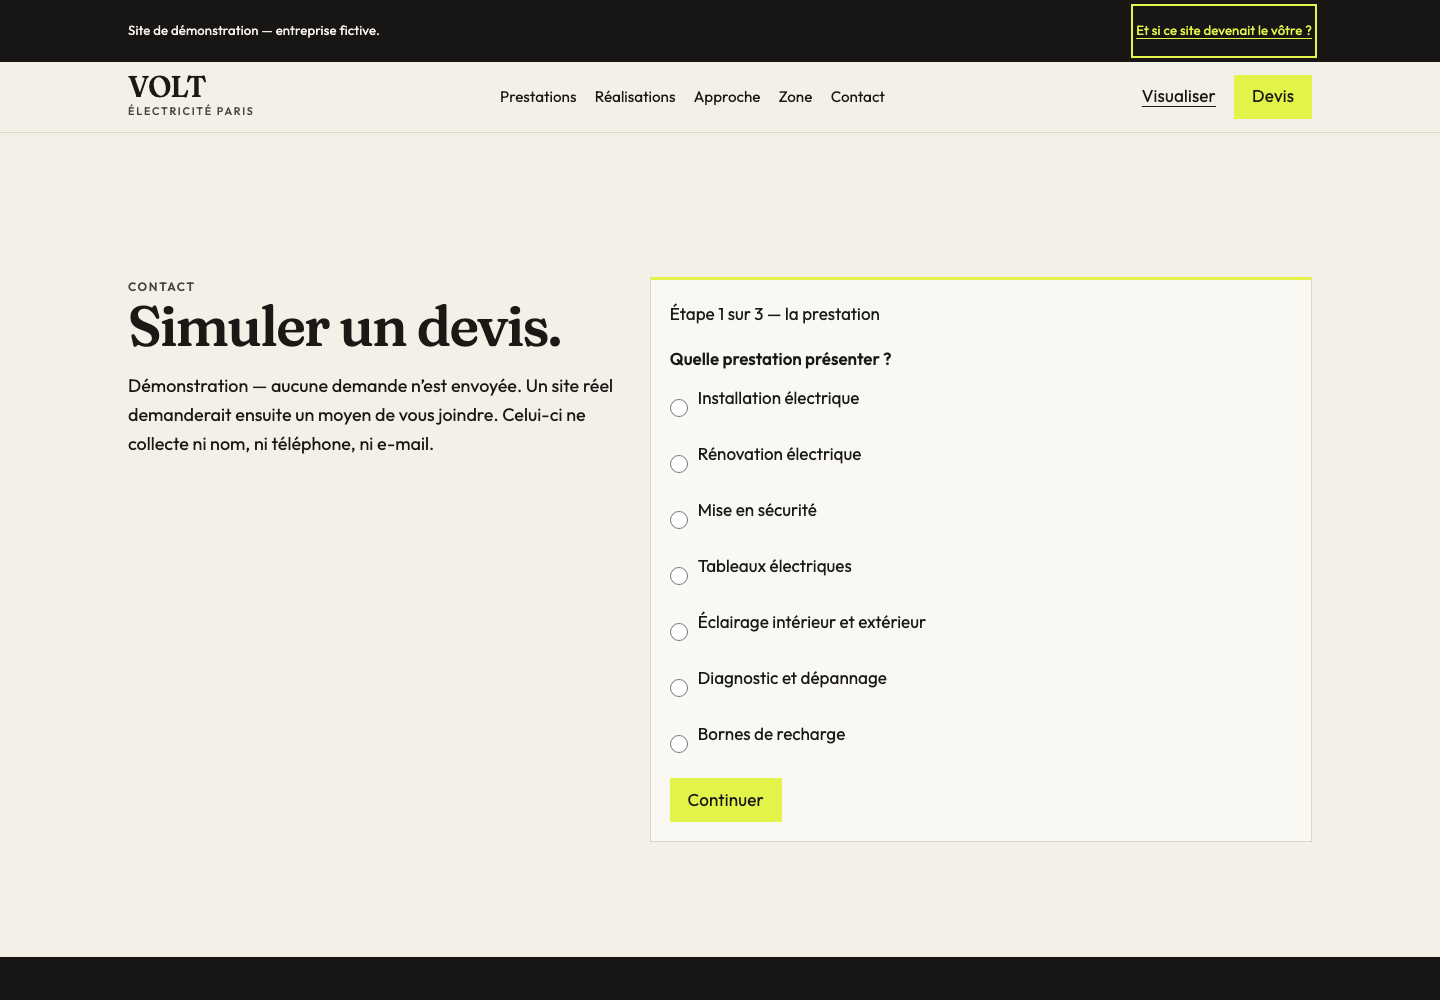 Site de démonstration — entreprise fictive.
Et si ce site devenait le vôtre ?
VOLT
ÉLECTRICITÉ PARIS
Prestations
Réalisations
Approche
Zone
Contact
Visualiser
Devis
CONTACT
Simuler un devis.
Démonstration — aucune demande n’est envoyée. Un site réel
demanderait ensuite un moyen de vous joindre. Celui-ci ne
collecte ni nom, ni téléphone, ni e-mail.
Étape 1 sur 3 — la prestation
Quelle prestation présenter ?
Installation électrique
Rénovation électrique
Mise en sécurité
Tableaux électriques
Éclairage intérieur et extérieur
Diagnostic et dépannage
Bornes de recharge
Continuer